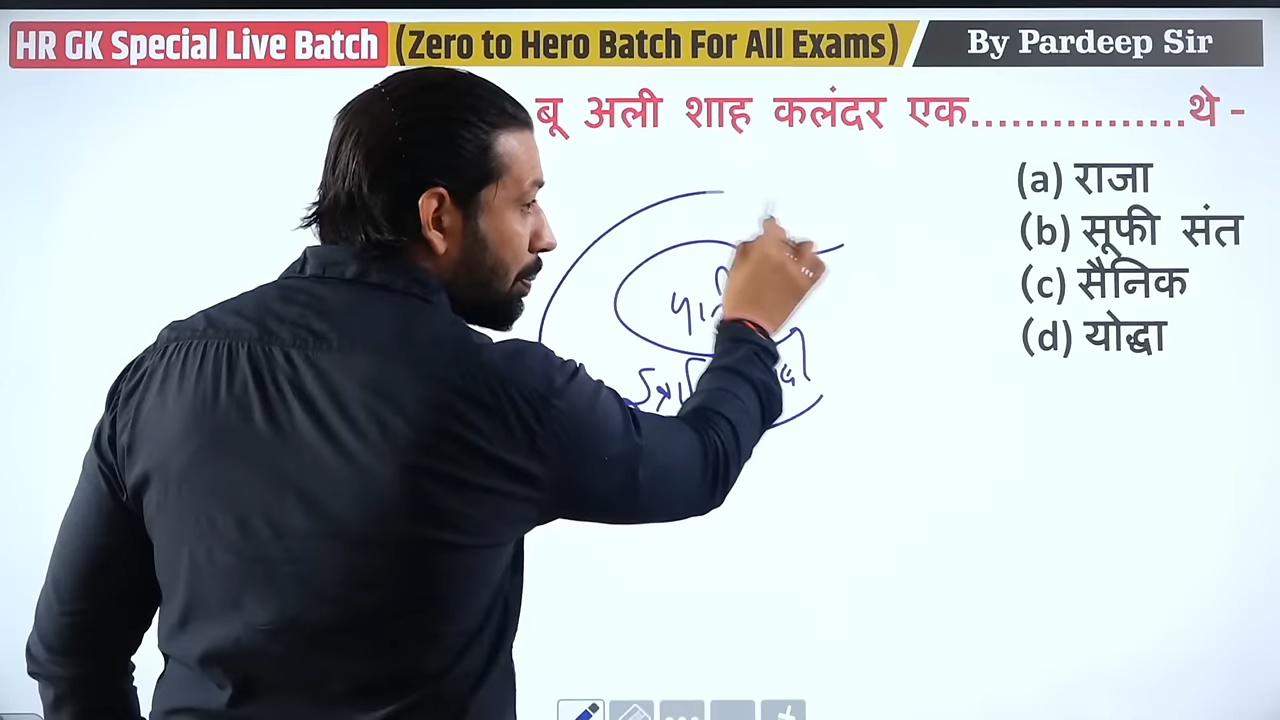 HR GK Special Live Batch (Zero to Hero Batch For All Exams) By Pardeep Sir
बू अली शाह कलंदर एक................थे -
(a) राजा
(b) सूफी संत
(c) सैनिक
(d) योद्धा